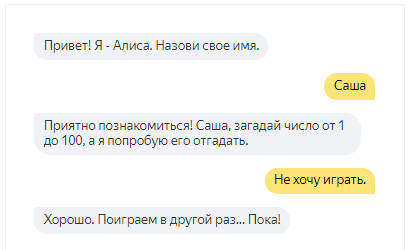 Привет! Я - Алиса. Назови свое имя.
Саша
Приятно познакомиться! Саша, загадай число от 1
до 100, а я попробую его отгадать.
Не хочу играть.
Хорошо. Поиграем в другой раз... Пока!